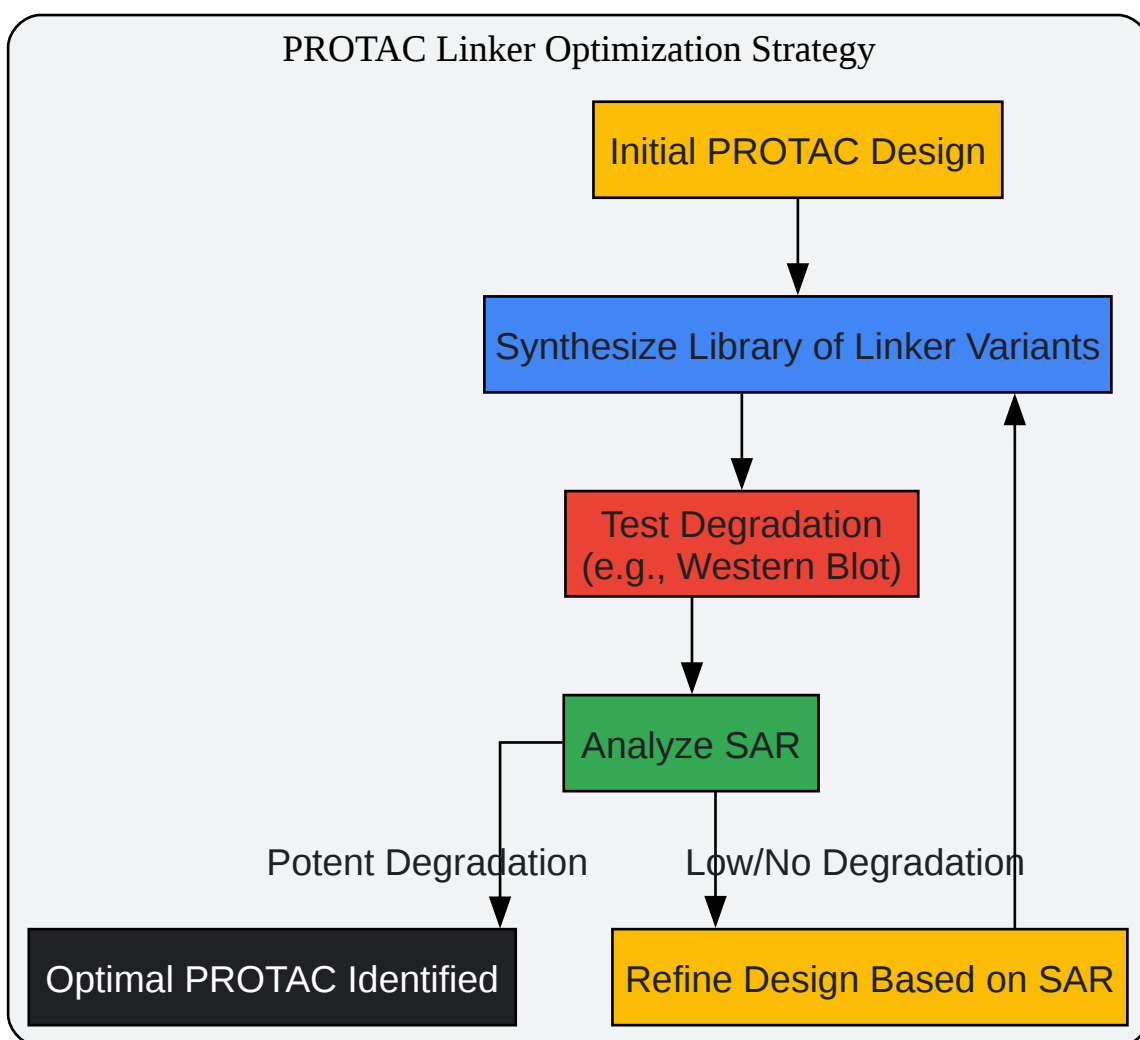 PROTAC Linker Optimization Strategy
Initial PROTAC Design
Synthesize Library of Linker Variants
Test Degradation
(e.g., Western Blot)
Analyze SAR
Potent Degradation
Low/No Degradation
Optimal PROTAC Identified
Refine Design Based on SAR